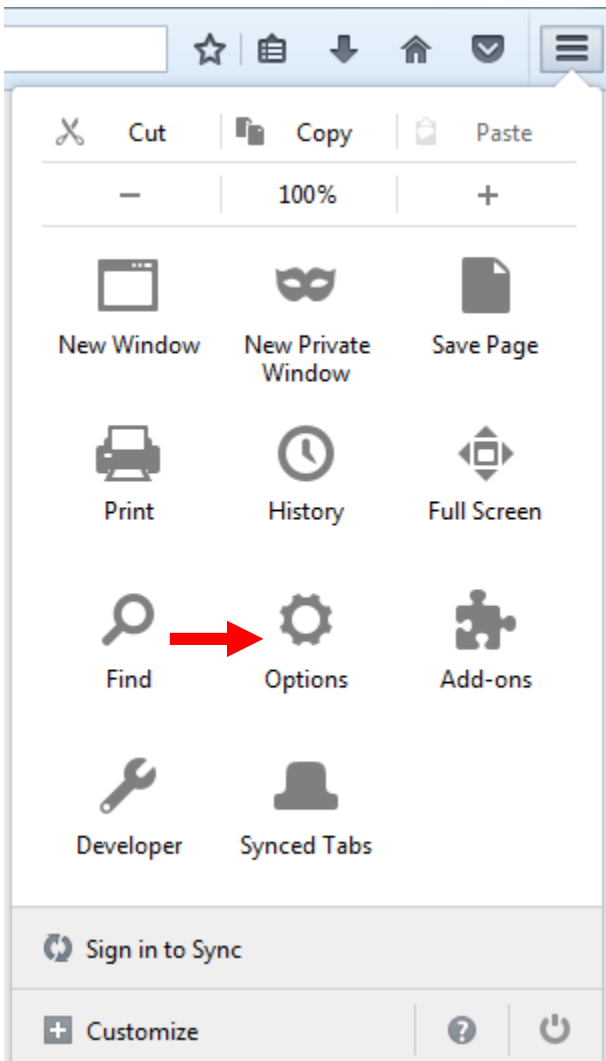 Cut Copy Paste
− 100% +
New Window New Private Window Save Page
Print History Full Screen
Find Options Add-ons
Developer Synced Tabs
Sign in to Sync
Customize